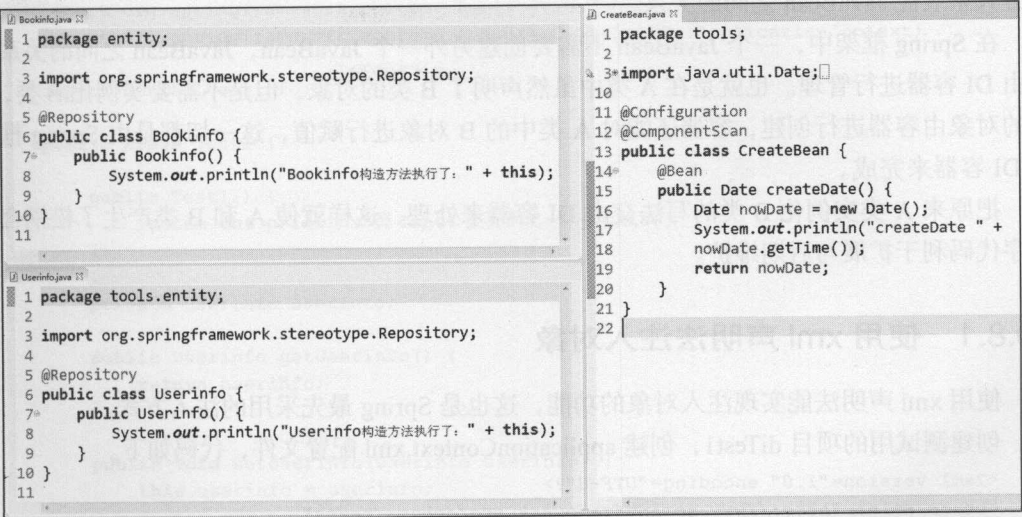 Bookinfo.java
1 package entity;
2
3 import org.springframework.stereotype.Repository;
4
5 @Repository
6 public class Bookinfo {
7 public Bookinfo() {
8 System.out.println("Bookinfo构造方法执行了：" + this);
9 }
10 }
11
Userinfo.java
1 package tools.entity;
2
3 import org.springframework.stereotype.Repository;
4
5 @Repository
6 public class Userinfo {
7 public Userinfo() {
8 System.out.println("Userinfo构造方法执行了：" + this);
9 }
10 }
11
CreateBean.java
1 package tools;
2
3 import jav.util.Date;
10
11 @Configuration
12 @ComponentScan
13 public class CreateBean {
14 @Bean
15 public Date createDate() {
16 Date nowDate = new Date();
17 System.out.println("createDate " +
18 nowDate.getTime());
19 return nowDate;
20 }
21 }
22